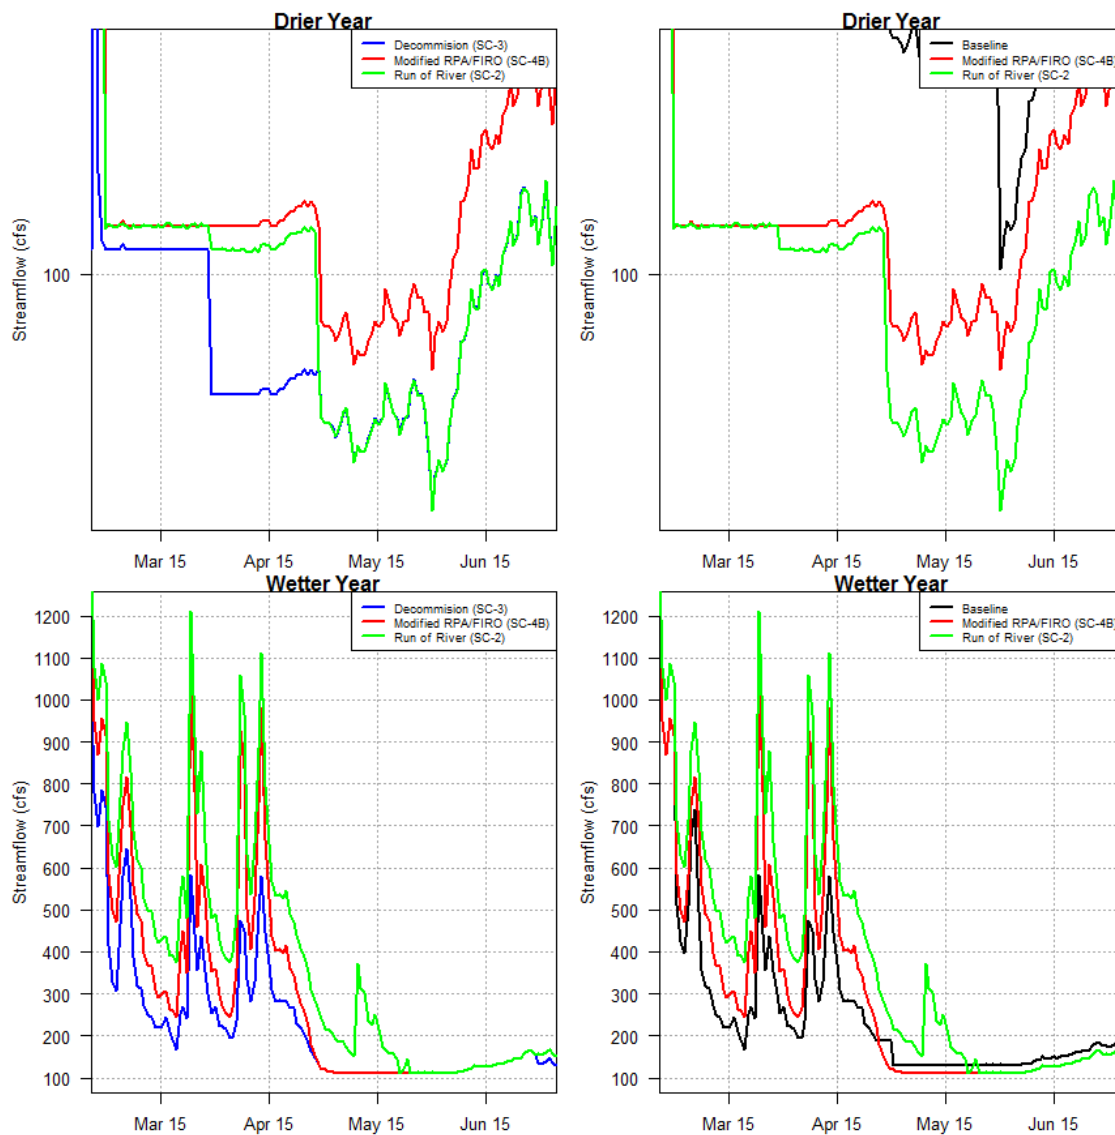 Drier Year
Decommision (SC-3)
Modified RPA/FIRO (SC-4B)
Run of River (SC-2)
Streamflow (cfs)
100
Mar 15 Apr 15 May 15 Jun 15
Drier Year
Baseline
Modified RPA/FIRO (SC-4B)
Run of River (SC-2
Streamflow (cfs)
100
Mar 15 Apr 15 May 15 Jun 15
Wetter Year
Decommision (SC-3)
Modified RPA/FIRO (SC-4B)
Run of River (SC-2)
Streamflow (cfs)
1200
1100
1000
900
800
700
600
500
400
300
200
100
Mar 15 Apr 15 May 15 Jun 15
Wetter Year
Baseline
Modified RPA/FIRO (SC-4B)
Run of River (SC-2)
Streamflow (cfs)
1200
1100
1000
900
800
700
600
500
400
300
200
100
Mar 15 Apr 15 May 15 Jun 15